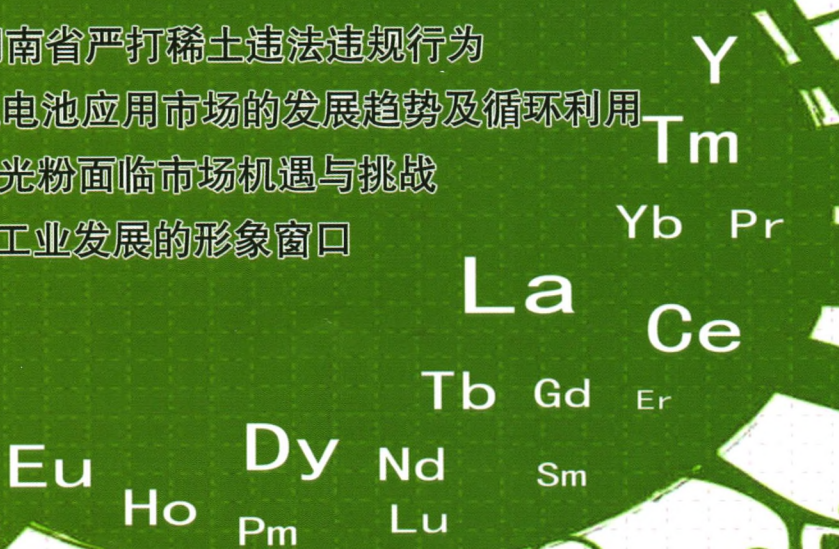 南省严打稀土违法违规行为
电池应用市场的发展趋势及循环利用
光粉面临市场机遇与挑战
工业发展的形象窗口
Y
Tm
Yb Pr
La
Ce
Tb Gd Er
Dy Nd Sm
Eu Ho Pm Lu